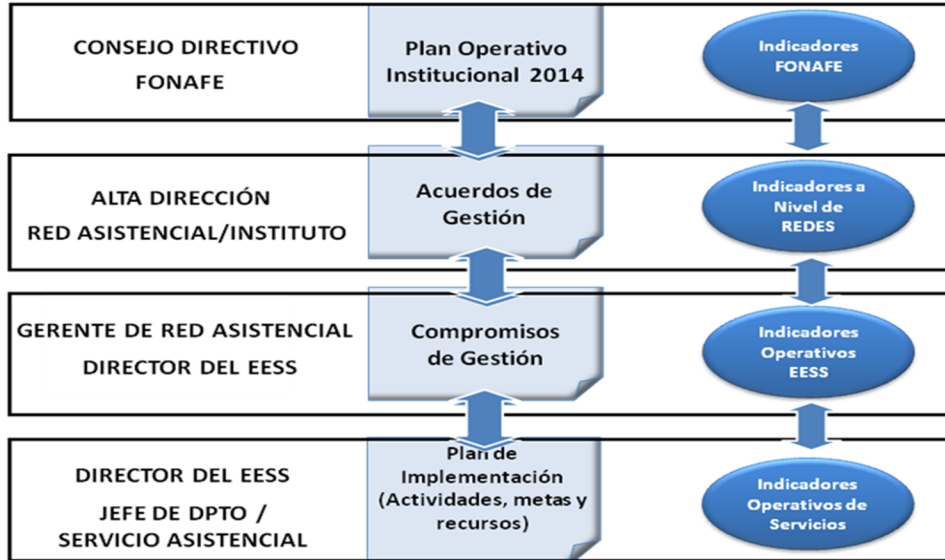 CONSEJO DIRECTIVO
FONAFE
Plan Operativo
Institucional 2014
Indicadores
FONAFE
ALTA DIRECCIÓN
RED ASISTENCIAL/INSTITUTO
Acuerdos de
Gestión
Indicadores a
Nivel de
REDES
GERENTE DE RED ASISTENCIAL
DIRECTOR DEL EESS
Compromisos
de Gestión
Indicadores
Operativos
EESS
DIRECTOR DEL EESS
JEFE DE DPTO /
SERVICIO ASISTENCIAL
Plan de
Implementación
(Actividades, metas y
recursos)
Indicadores
Operativos de
Servicios